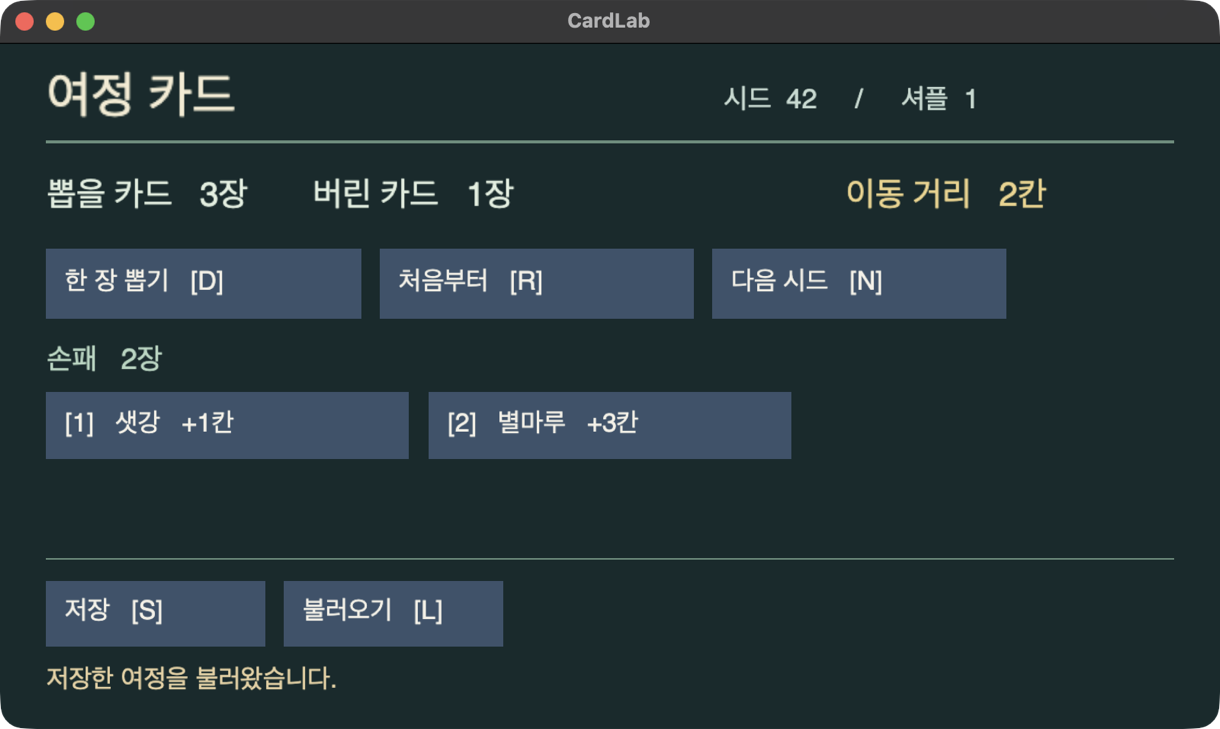 CardLab
여정 카드 시드 42 / 셔플 1
뽑을 카드 3장 버린 카드 1장 이동 거리 2칸
한 장 뽑기 [D] 처음부터 [R] 다음 시드 [N]
손패 2장
[1] 샛강 +1칸 [2] 별마루 +3칸
저장 [S] 불러오기 [L]
저장한 여정을 불러왔습니다.